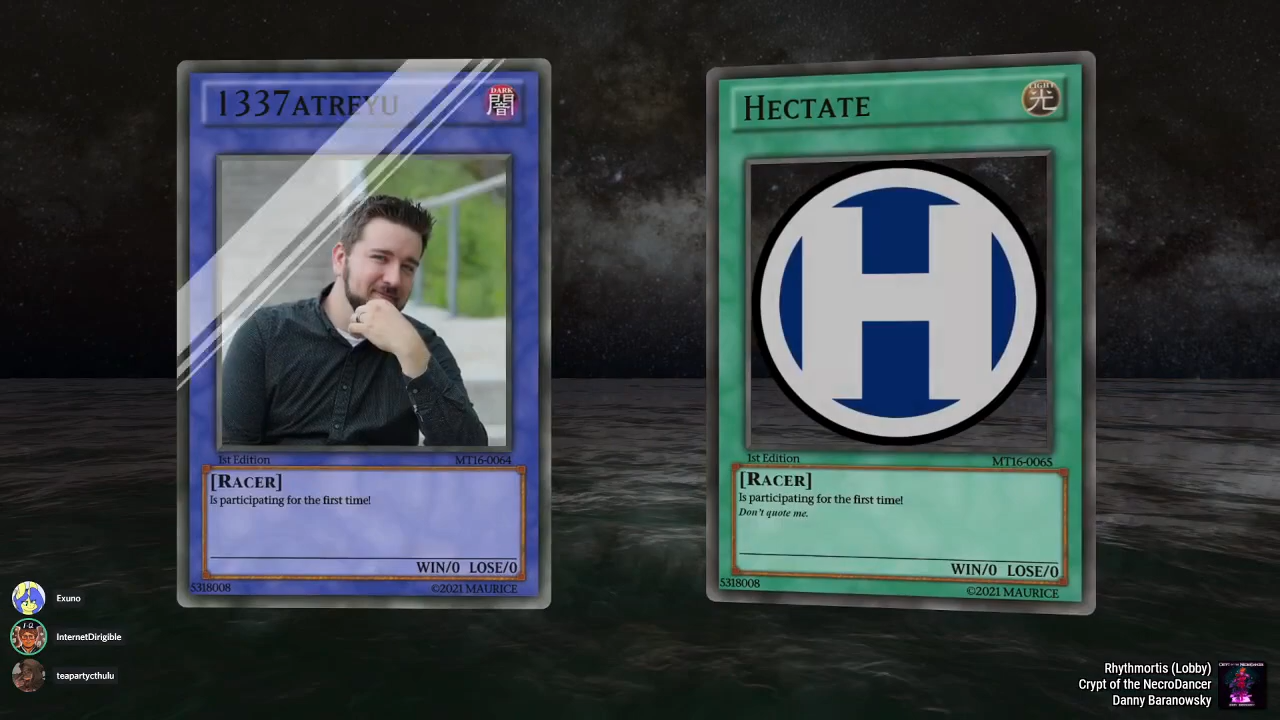 1337ATREYU
DARK
闇
1st Edition
MT16-0064
[RACER]
Is participating for the first time!
WIN/0 LOSE/0
5318008
©2021 MAURICE
HECTATE
LIGHT
光
H
1st Edition
MT16-0065
[RACER]
Is participating for the first time!
Don't quote me.
WIN/0 LOSE/0
5318008
©2021 MAURICE
Exuno
InternetDirigible
teapartycthulu
Rhythmortis (Lobby)
Crypt of the NecroDancer
Danny Baranowsky